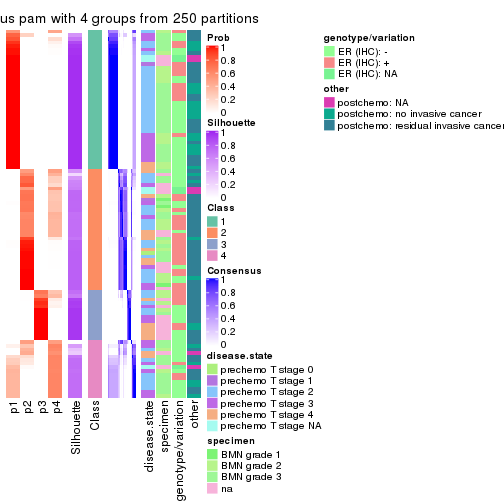 us pam with 4 groups from 250 partitions
Prob
1
0.8
0.6
0.4
0.2
0
Silhouette
1
0.8
0.6
0.4
0.2
0
Class
1
2
3
4
Consensus
1
0.8
0.6
0.4
0.2
0
disease.state
prechemo T stage 0
prechemo T stage 1
prechemo T stage 2
prechemo T stage 3
prechemo T stage 4
prechemo T stage NA
specimen
BMN grade 1
BMN grade 2
BMN grade 3
na
genotype/variation
ER (IHC): -
ER (IHC): +
ER (IHC): NA
other
postchemo: NA
postchemo: no invasive cancer
postchemo: residual invasive cancer
p1
p2
p3
p4
Silhouette
Class
disease.state
specimen
genotype/variation
other